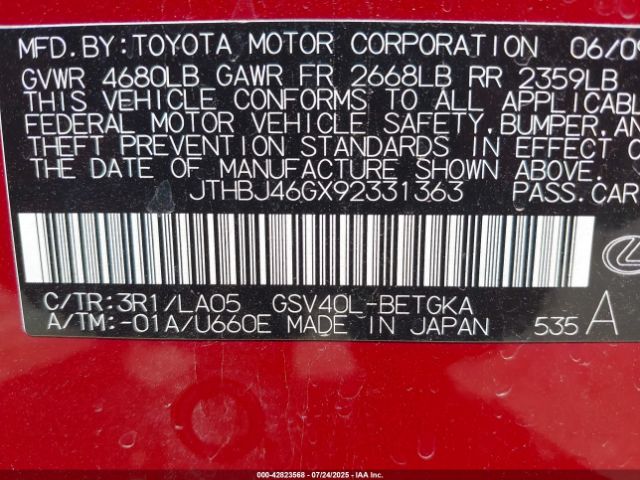 MFD.BY:TOYOTA MOTOR CORPORATION 06/0
GVWR 4680LB GAWR FR 2668LB RR 2359LB
THIS VEHICLE CONFORMS TO ALL APPLICABL
FEDERAL MOTOR VEHICLE SAFETY,BUMPER,AN
THEFT PREVENTION STANDARDS IN EFFECT O
THE DATE OF MANUFACTURE SHOWN ABOVE.
JTHBJ46GX92331363 PASS.CAR
C/TR:3R1/LA05 GSV40L-BETGKA
A/TM:-01A/U660E MADE IN JAPAN 535 A
000-42823568 - 07/24/2025 - IAA Inc.